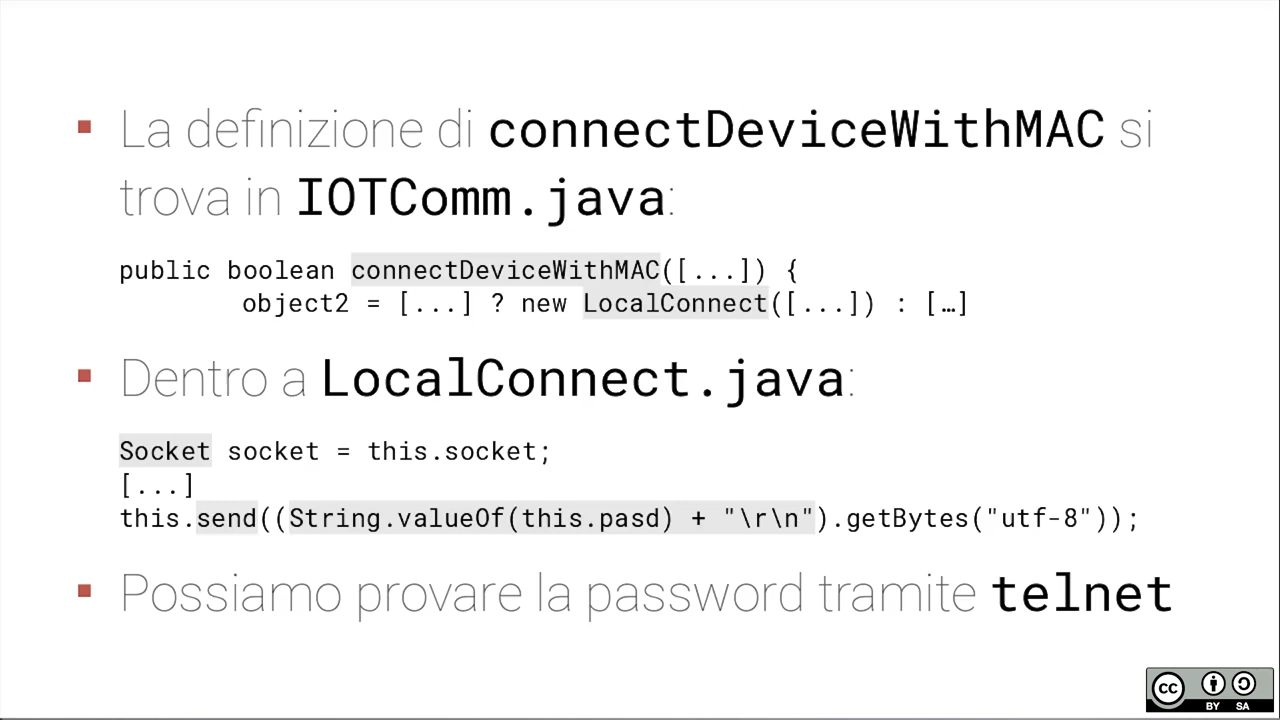 La definizione di connectDeviceWithMAC si
trova in IOTComm.java:
public boolean connectDeviceWithMAC([...]) {
object2 = [...] ? new LocalConnect([...]) : […]
Dentro a LocalConnect.java:
Socket socket = this.socket;
[...]
this.send((String.valueOf(this.pasd) + "\r\n").getBytes("utf-8"));
Possiamo provare la password tramite telnet
cc
BY SA